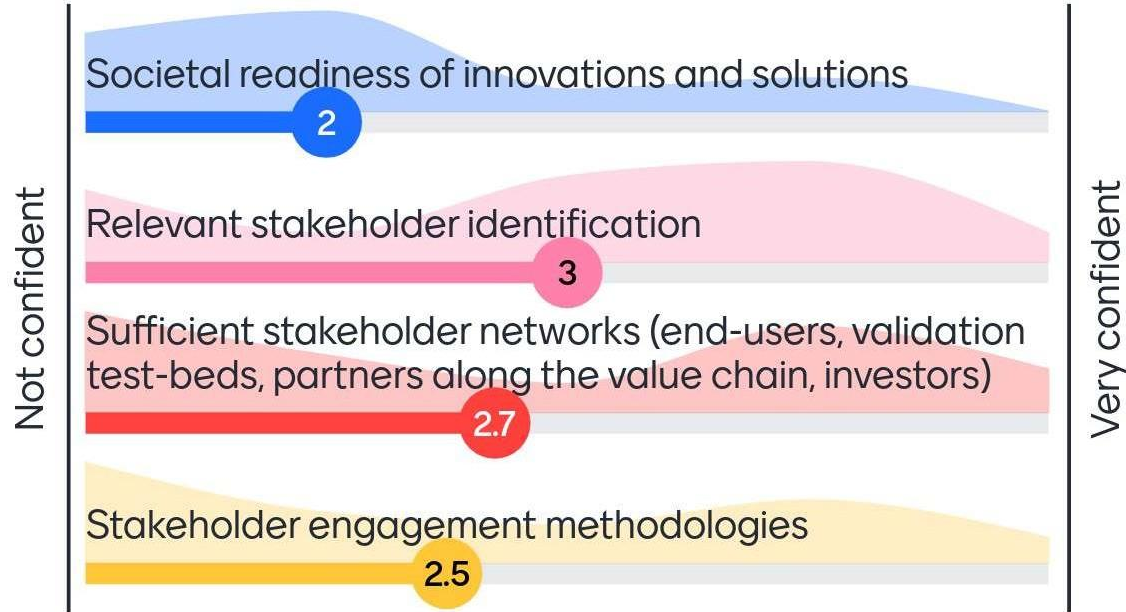 Not confident
Societal readiness of innovations and solutions
2
Relevant stakeholder identification
3
Sufficient stakeholder networks (end-users, validation
test-beds, partners along the value chain, investors)
2.7
Stakeholder engagement methodologies
2.5
Very confident